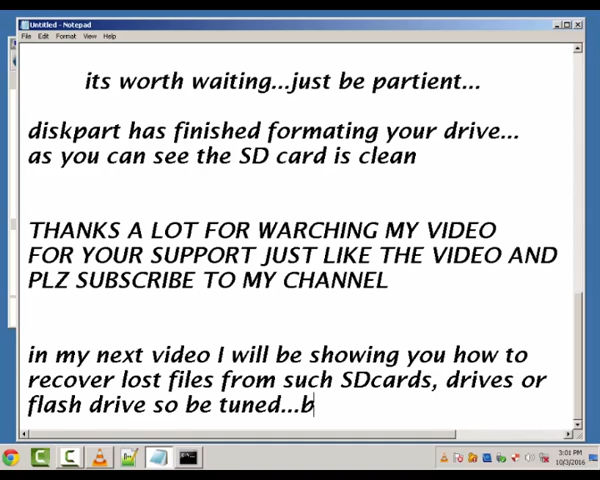 Untitled - Notepad
File Edit Format View Help
its worth waiting...just be partient...
diskpart has finished formating your drive...
as you can see the SD card is clean
THANKS A LOT FOR WARCHING MY VIDEO
FOR YOUR SUPPORT JUST LIKE THE VIDEO AND
PLZ SUBSCRIBE TO MY CHANNEL
in my next video I will be showing you how to
recover lost files from such SDcards, drives or
flash drive so be tuned...b
3:01 PM
10/3/2016